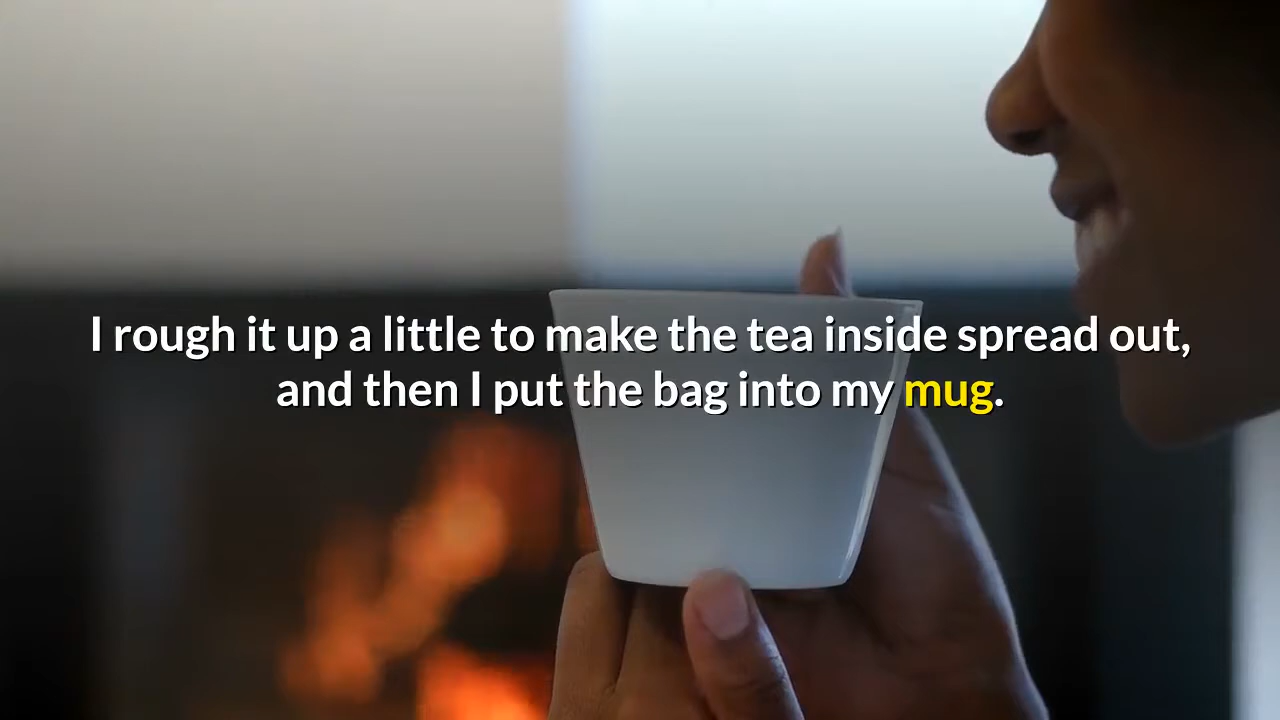 I rough it up a little to make the tea inside spread out,
and then I put the bag into my mug.